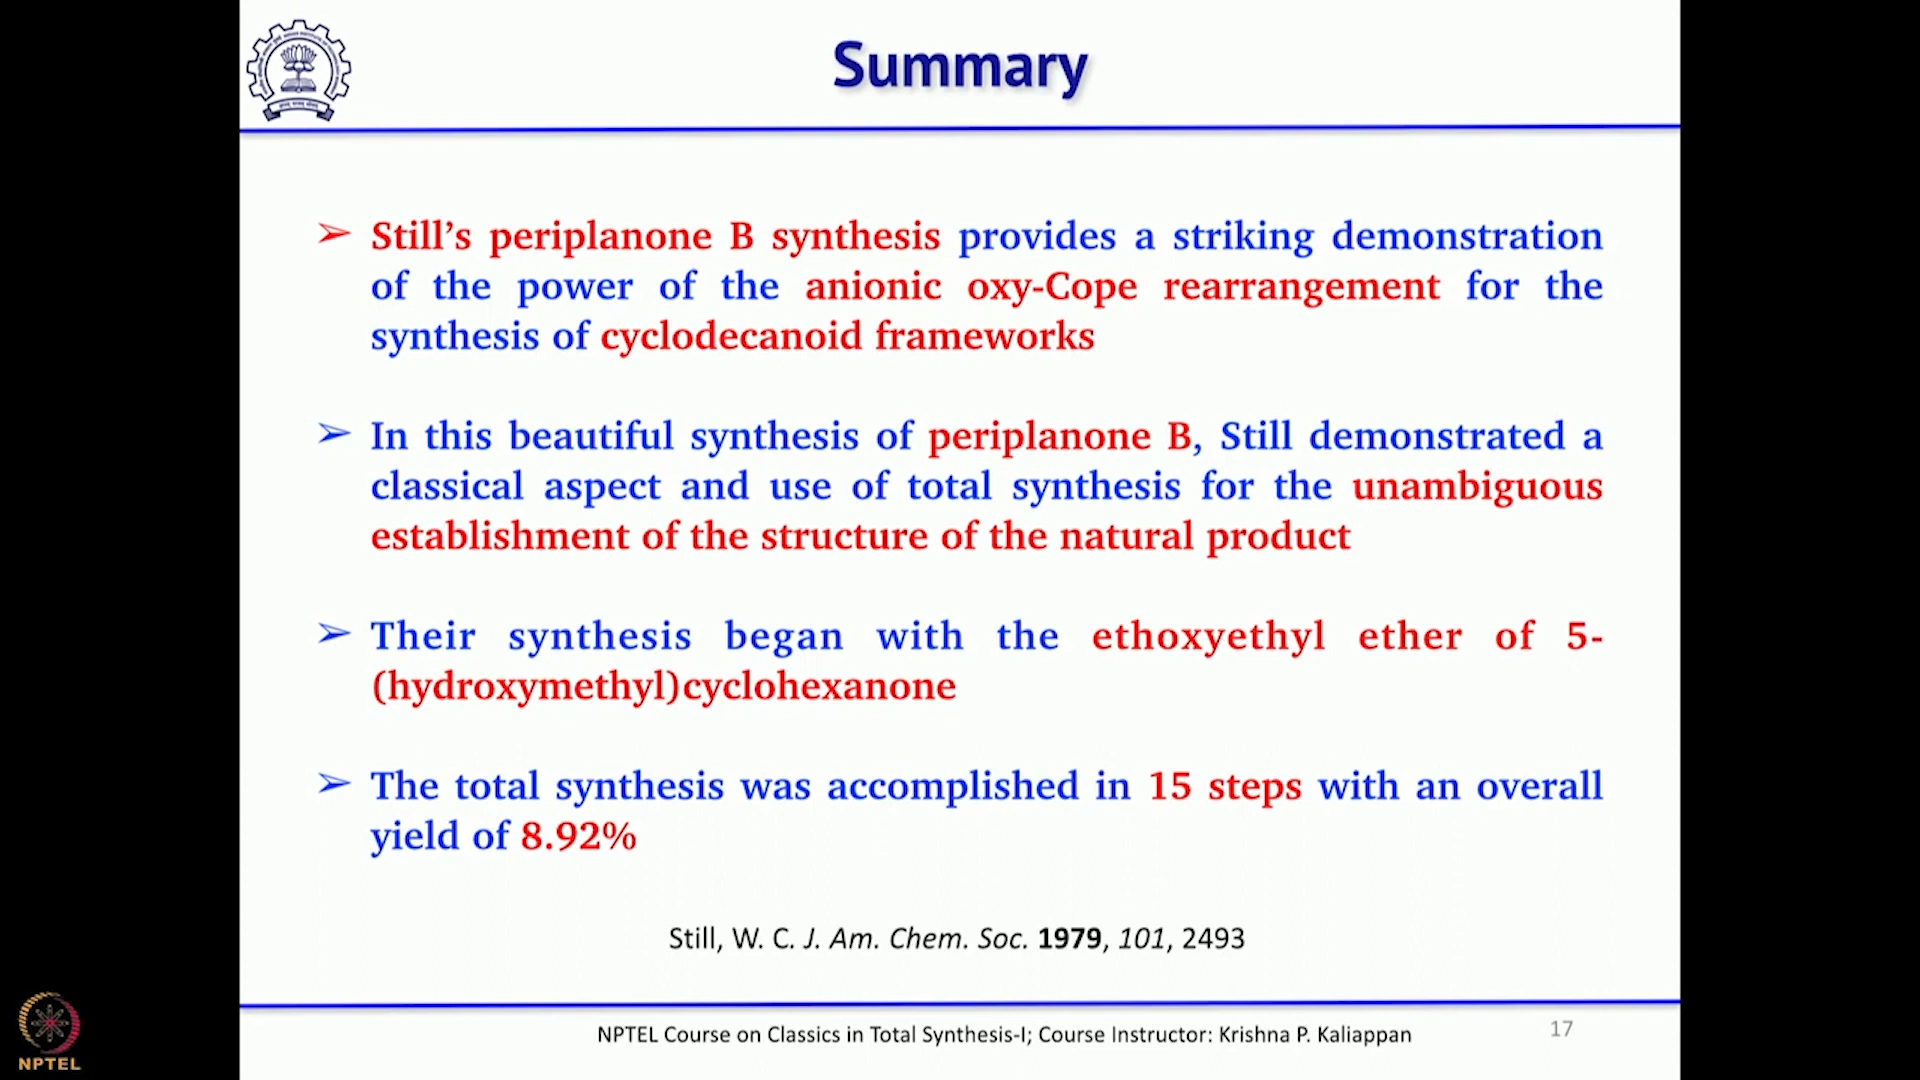 Summary
➢ Still’s periplanone B synthesis provides a striking demonstration
of the power of the anionic oxy-Cope rearrangement for the
synthesis of cyclodecanoid frameworks
➢ In this beautiful synthesis of periplanone B, Still demonstrated a
classical aspect and use of total synthesis for the unambiguous
establishment of the structure of the natural product
➢ Their synthesis began with the ethoxyethyl ether of 5-
(hydroxymethyl)cyclohexanone
➢ The total synthesis was accomplished in 15 steps with an overall
yield of 8.92%
Still, W. C. J. Am. Chem. Soc. 1979, 101, 2493
NPTEL Course on Classics in Total Synthesis-I; Course Instructor: Krishna P. Kaliappan
17
NPTEL